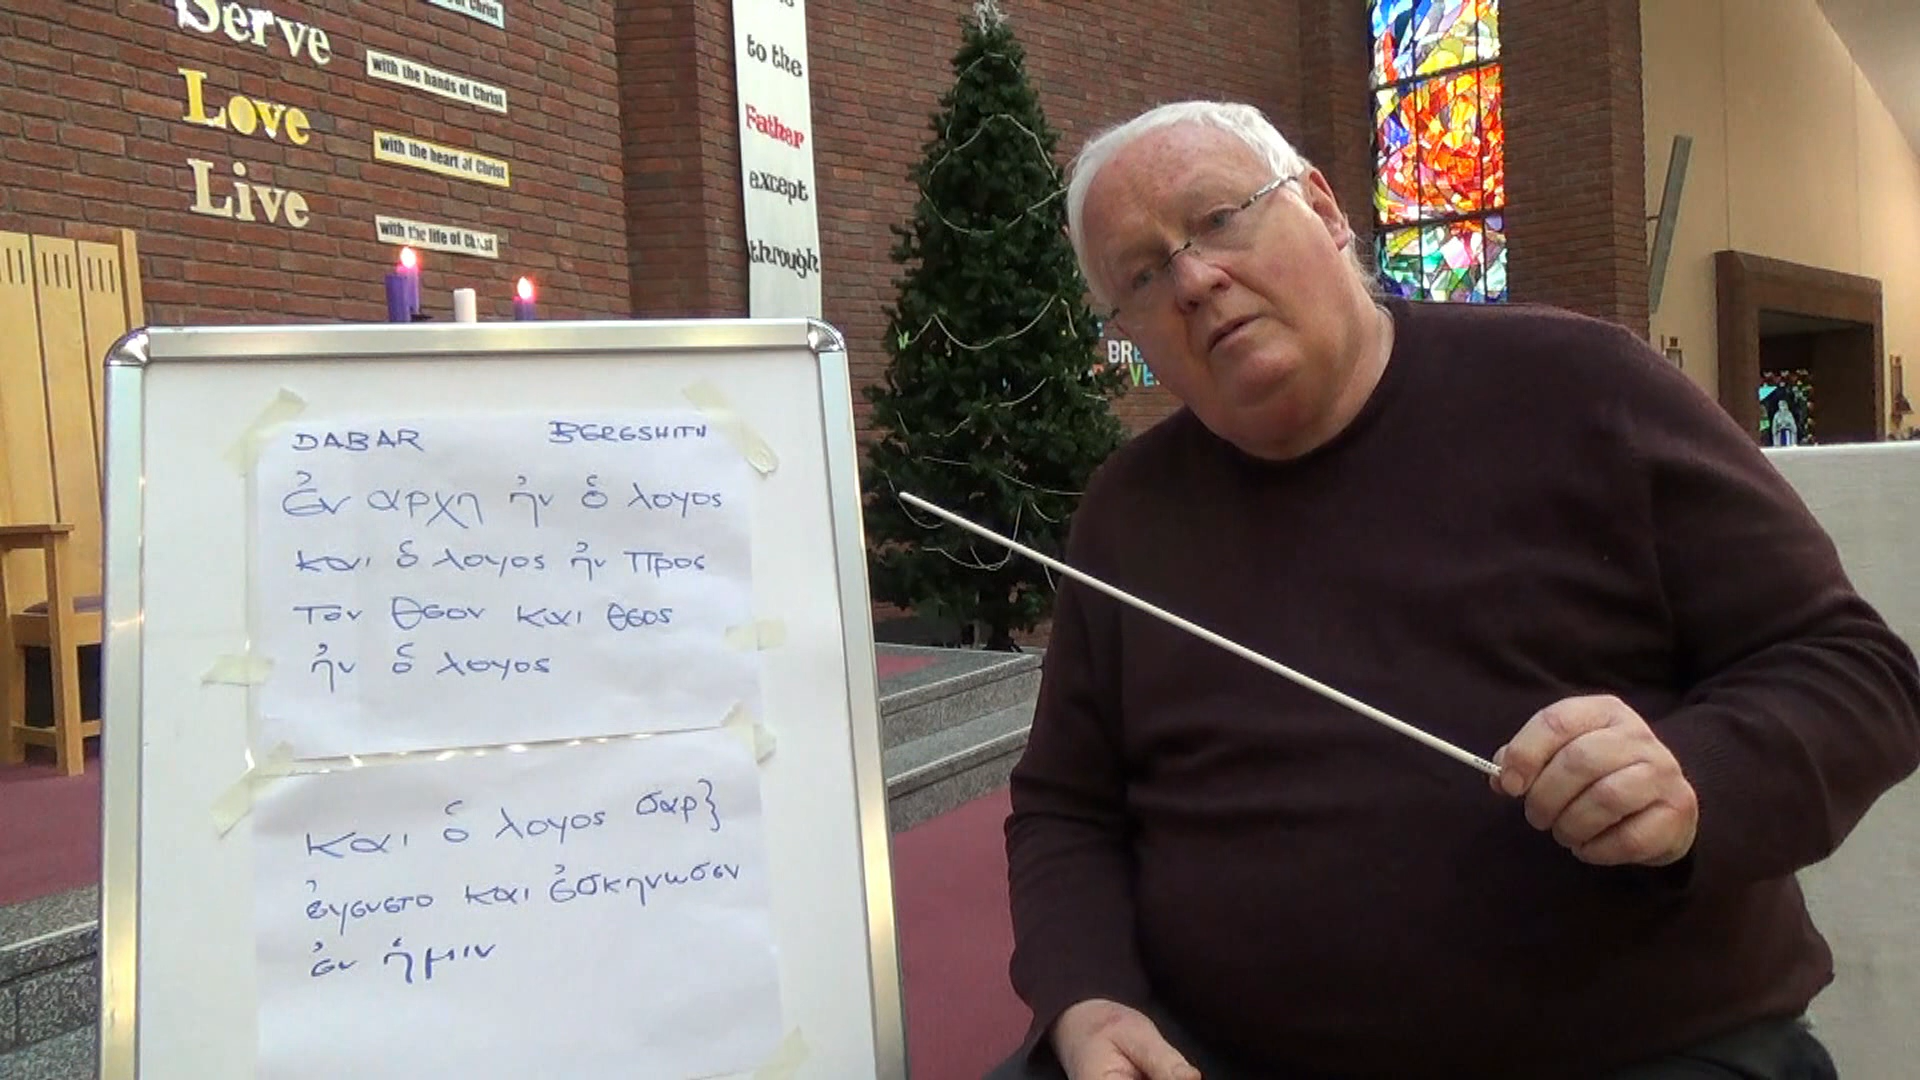 of Christ
Serve
with the hands of Christ
Love
with the heart of Christ
Live
with the life of Christ
to the
Father
except
through
DABAR BERESHITH
ἐν αρχη ἠν ὁ λογος
και ὁ λογος ἠν προς
τον θεον και θεος
ἠν ὁ λογος
και ὁ λογος σαρξ
ἐγενετο και ἐσκηνωσεν
ἐν ἡμιν